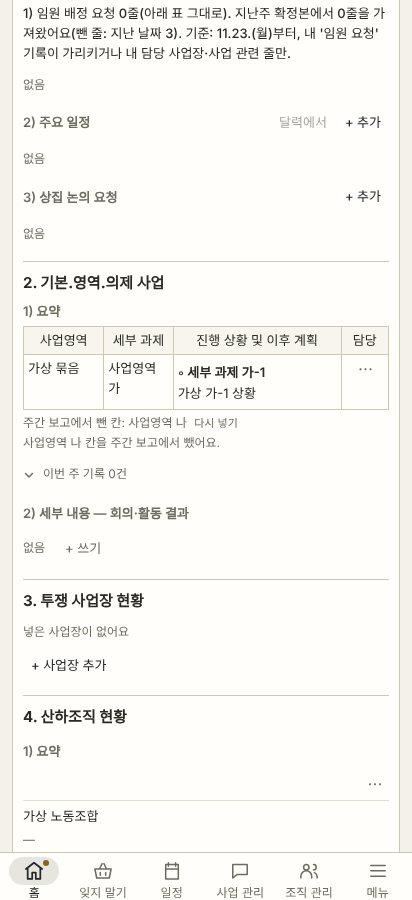 1) 임원 배정 요청 0줄(아래 표 그대로). 지난주 확정본에서 0줄을 가
져왔어요(뺀 줄: 지난 날짜 3). 기준: 11.23.(월)부터, 내 '임원 요청'
기록이 가리키거나 내 담당 사업장·사업 관련 줄만.
없음
2) 주요 일정 달력에서 + 추가
없음
3) 상집 논의 요청 + 추가
없음
2. 기본.영역.의제 사업
1) 요약
사업영역 세부 과제 진행 상황 및 이후 계획 담당
가상 묶음 사업영역 ∘ 세부 과제 가-1 ...
가 가상 가-1 상황
주간 보고에서 뺀 칸: 사업영역 나 다시 넣기
사업영역 나 칸을 주간 보고에서 뺐어요.
이번 주 기록 0건
2) 세부 내용 — 회의·활동 결과
없음 + 쓰기
3. 투쟁 사업장 현황
넣은 사업장이 없어요
+ 사업장 추가
4. 산하조직 현황
1) 요약
...
가상 노동조합
—
홈 잊지 말기 일정 사업 관리 조직 관리 메뉴